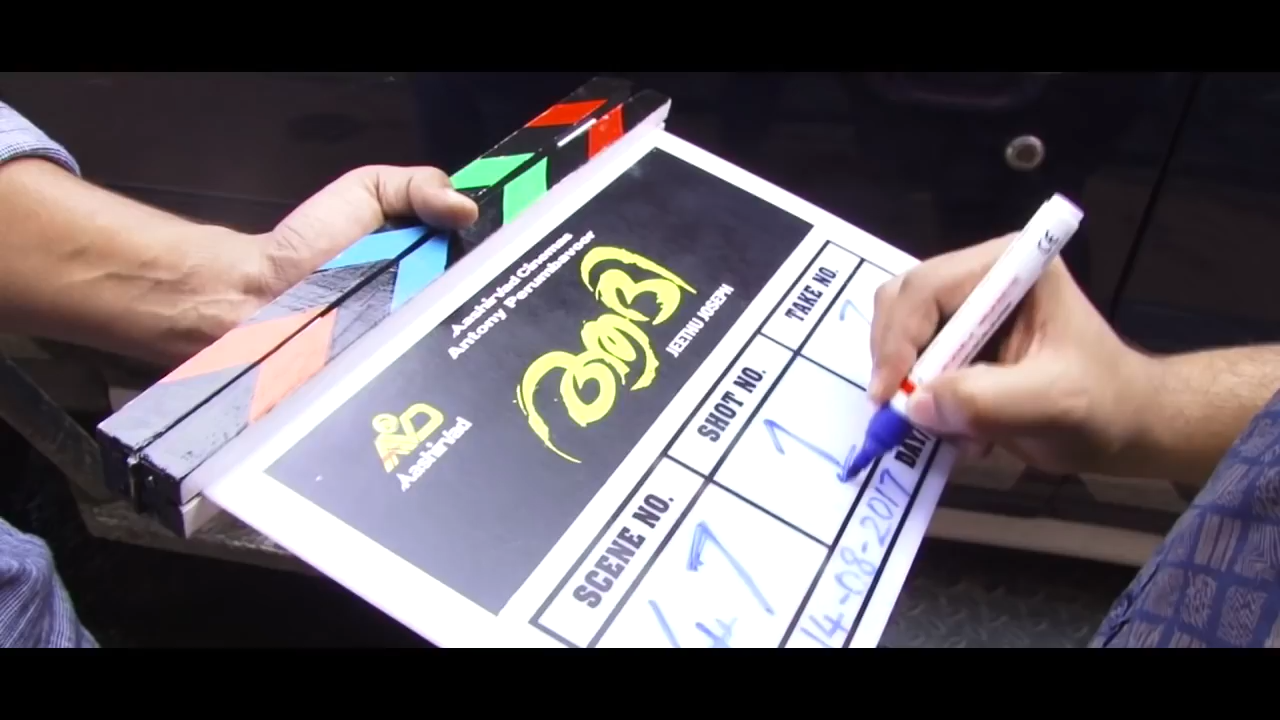 Aashirvad Cinemas
Antony Perumbavoor
ആദി
JEETHU JOSEPH
Aashirvad
SCENE NO.
SHOT NO.
TAKE NO.
47
1
14-08-2017
CE